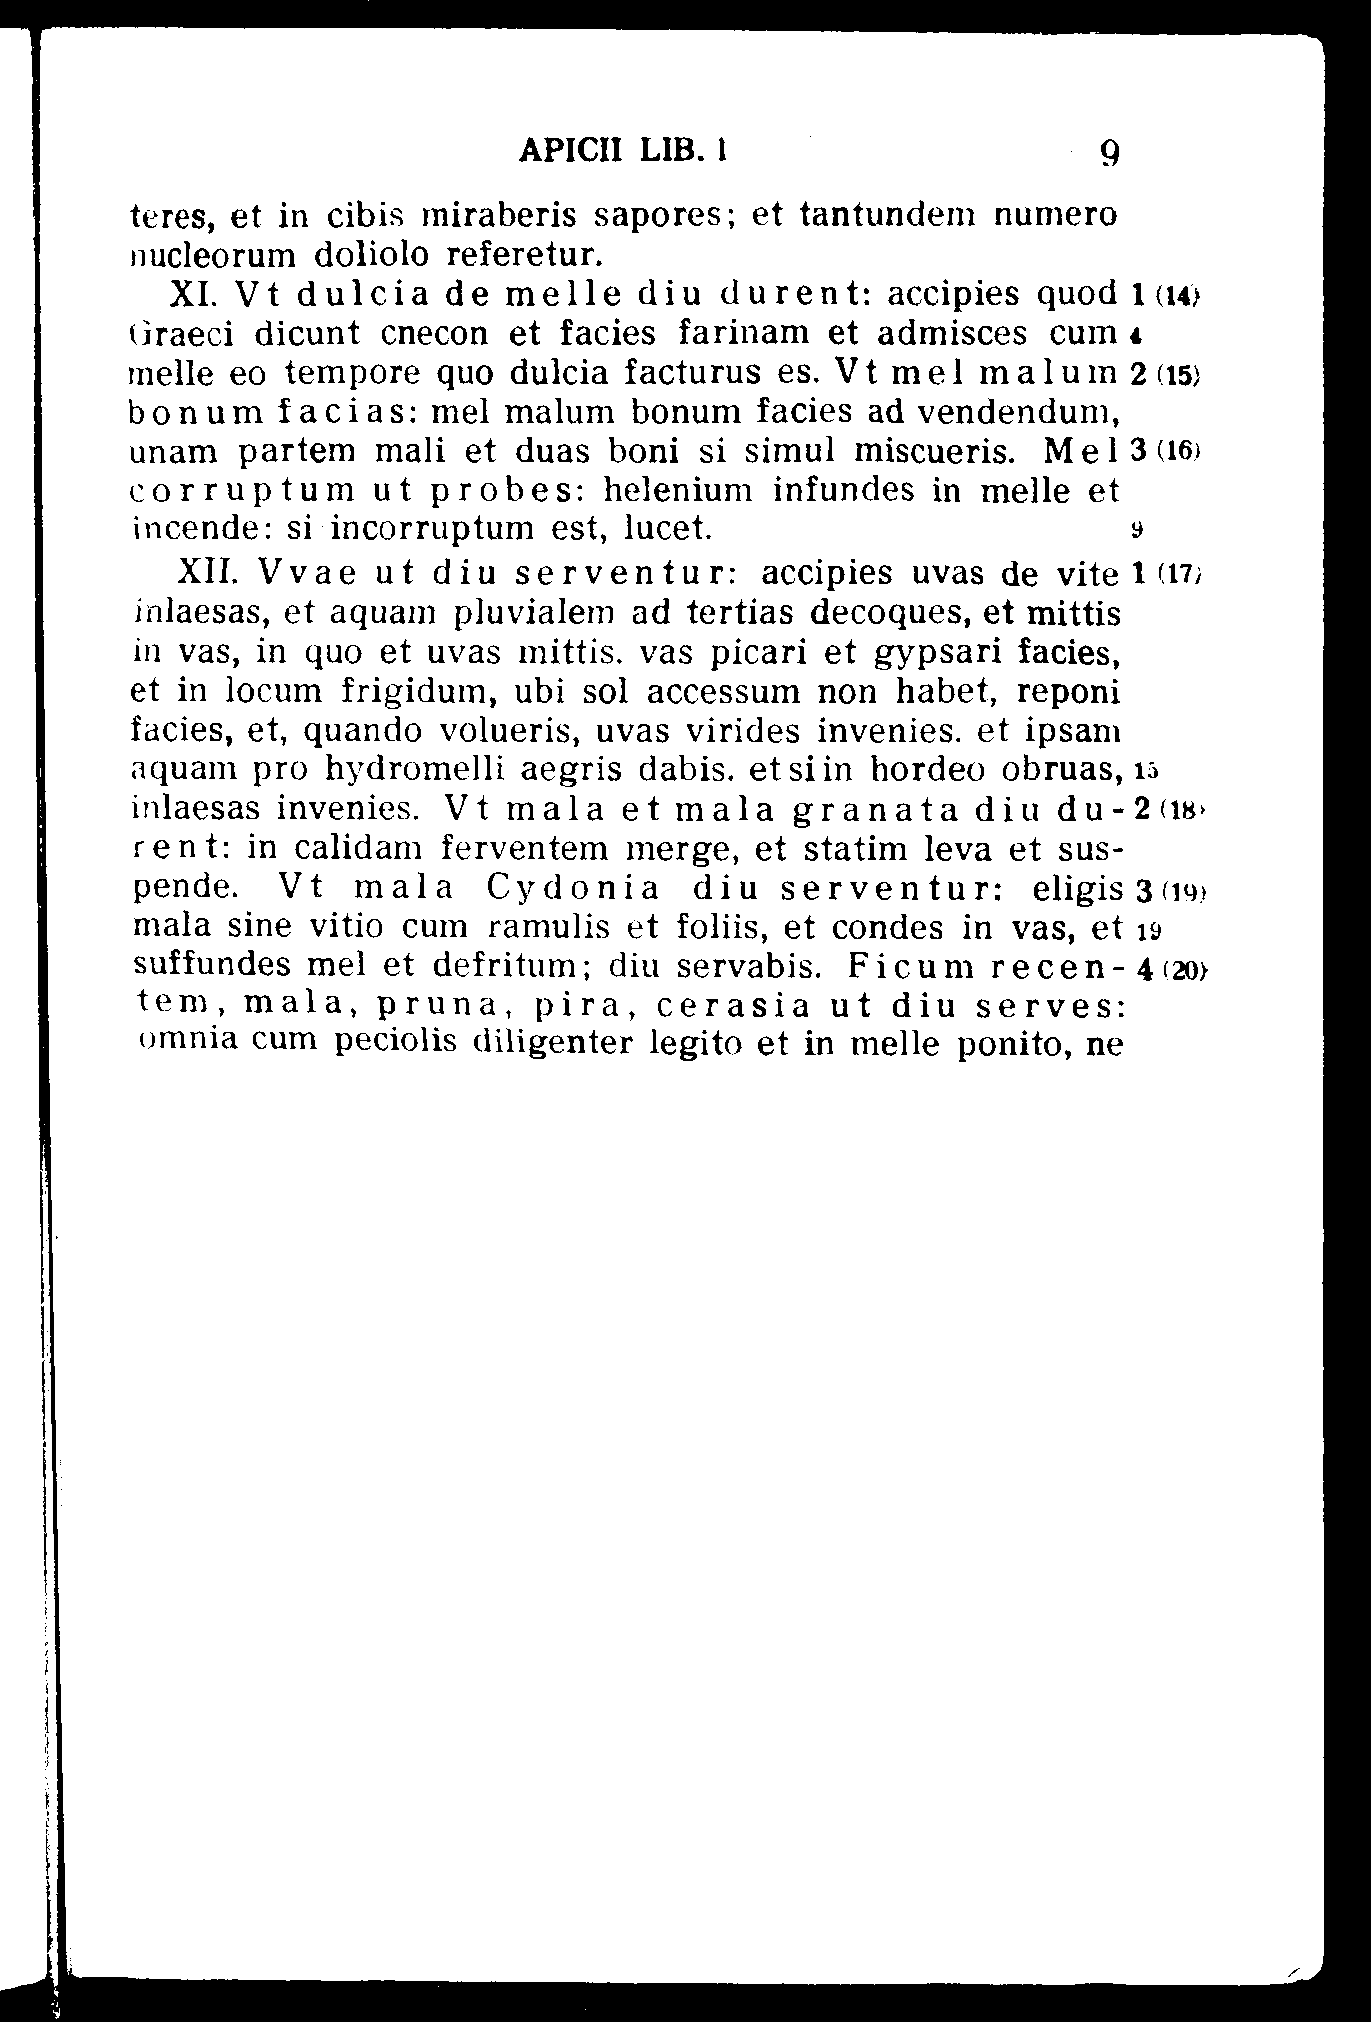 APICII LIB. I 9
teres, et in cibis miraberis sapores; et tantundem numero
nucleorum doliolo referetur.
XI. Vt dulcia de melle diu durent: accipies quod 1 (14)
Graeci dicunt cnecon et facies farinam et admisces cum 4
melle eo tempore quo dulcia facturus es. Vt mel malum 2 (15)
bonum facias: mel malum bonum facies ad vendendum,
unam partem mali et duas boni si simul miscueris. Mel 3 (16)
corruptum ut probes: helenium infundes in melle et
incende: si incorruptum est, lucet. 9
XII. Vvae ut diu serventur: accipies uvas de vite 1 (17)
inlaesas, et aquam pluvialem ad tertias decoques, et mittis
in vas, in quo et uvas mittis. vas picari et gypsari facies,
et in locum frigidum, ubi sol accessum non habet, reponi
facies, et, quando volueris, uvas virides invenies. et ipsam
aquam pro hydromelli aegris dabis. et si in hordeo obruas, 15
inlaesas invenies. Vt mala et mala granata diu du- 2 (18)
rent: in calidam ferventem merge, et statim leva et sus-
pende. Vt mala Cydonia diu serventur: eligis 3 (19)
mala sine vitio cum ramulis et foliis, et condes in vas, et 19
suffundes mel et defritum; diu servabis. Ficum recen- 4 (20)
tem, mala, pruna, pira, cerasia ut diu serves:
omnia cum peciolis diligenter legito et in melle ponito, ne